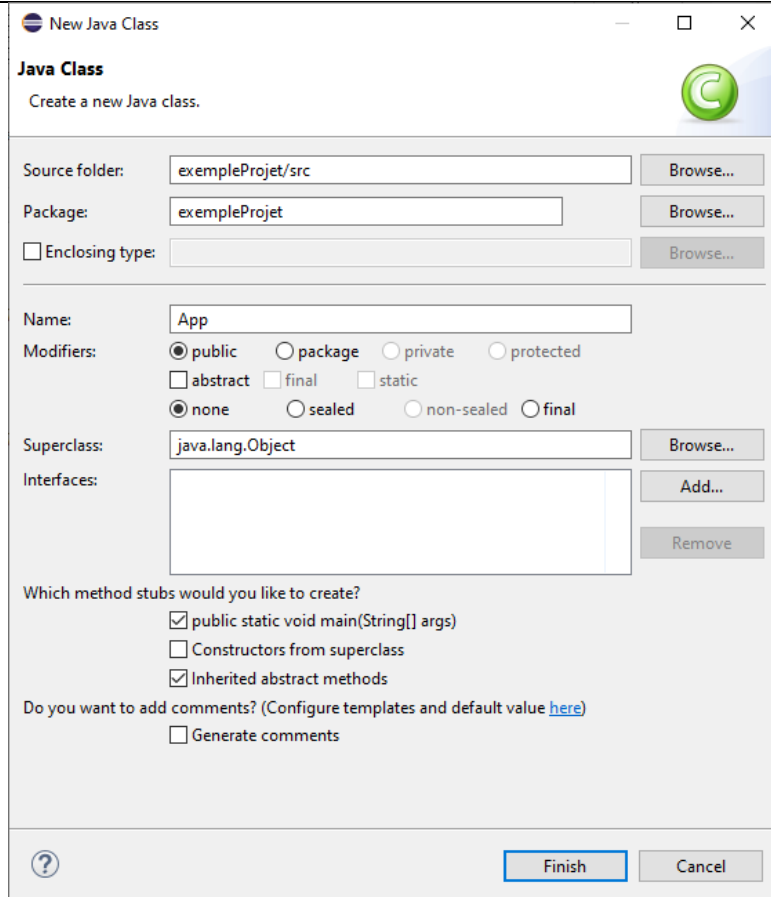 New Java Class
Java Class
Create a new Java class.
C
Source folder: exempleProjet/src Browse...
Package: exempleProjet Browse...
Enclosing type: Browse...
Name: App
Modifiers: public package private protected
abstract final static
none sealed non-sealed final
Superclass: java.lang.Object Browse...
Interfaces: Add...
Remove
Which method stubs would you like to create?
public static void main(String[] args)
Constructors from superclass
Inherited abstract methods
Do you want to add comments? (Configure templates and default value here)
Generate comments
? Finish Cancel